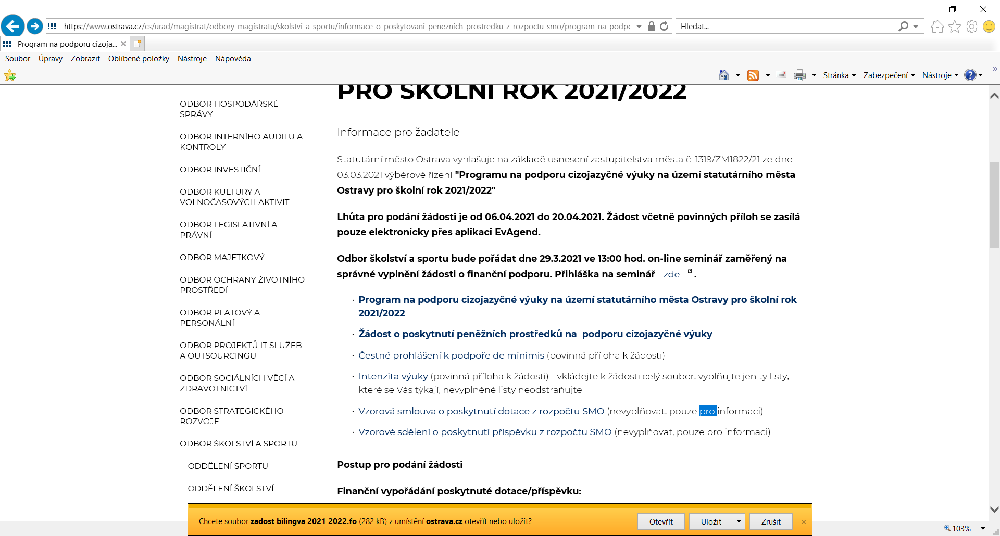 https://www.ostrava.cz/cs/urad/magistrat/odbory-magistratu/skolstvi-a-sportu/informace-o-poskytovani-peneznich-prostredku-z-rozpoctu-smo/program-na-podpc
Hledat...
Program na podporu cizoja...
Soubor Úpravy Zobrazit Oblíbené položky Nástroje Nápověda
Stránka Zabezpečení Nástroje
PRO ŠKOLNÍ ROK 2021/2022
ODBOR HOSPODÁŘSKÉ
SPRÁVY
ODBOR INTERNÍHO AUDITU A
KONTROLY
ODBOR INVESTIČNÍ
ODBOR KULTURY A
VOLNOČASOVÝCH AKTIVIT
ODBOR LEGISLATIVNÍ A
PRÁVNÍ
ODBOR MAJETKOVÝ
ODBOR OCHRANY ŽIVOTNÍHO
PROSTŘEDÍ
ODBOR PLATOVÝ A
PERSONÁLNÍ
ODBOR PROJEKTŮ IT SLUŽEB
A OUTSOURCINGU
ODBOR SOCIÁLNÍCH VĚCÍ A
ZDRAVOTNICTVÍ
ODBOR STRATEGICKÉHO
ROZVOJE
ODBOR ŠKOLSTVÍ A SPORTU
ODDĚLENÍ SPORTU
ODDĚLENÍ ŠKOLSTVÍ
Informace pro žadatele
Statutární město Ostrava vyhlašuje na základě usnesení zastupitelstva města č. 1319/ZM1822/21 ze dne
03.03.2021 výběrové řízení "Programu na podporu cizojazyčné výuky na území statutárního města
Ostravy pro školní rok 2021/2022"
Lhůta pro podání žádosti je od 06.04.2021 do 20.04.2021. Žádost včetně povinných příloh se zasílá
pouze elektronicky přes aplikaci EvAgend.
Odbor školství a sportu bude pořádat dne 29.3.2021 ve 13:00 hod. on-line seminář zaměřený na
správné vyplnění žádosti o finanční podporu. Přihláška na seminář -zde - .
· Program na podporu cizojazyčné výuky na území statutárního města Ostravy pro školní rok
2021/2022
· Žádost o poskytnutí peněžních prostředků na podporu cizojazyčné výuky
· Čestné prohlášení k podpoře de minimis (povinná příloha k žádosti)
· Intenzita výuky (povinná příloha k žádosti) - vkládejte k žádosti celý soubor, vyplňujte jen ty listy,
které se Vás týkají, nevyplněné listy neodstraňujte
· Vzorová smlouva o poskytnutí dotace z rozpočtu SMO (nevyplňovat, pouze pro informaci)
· Vzorové sdělení o poskytnutí příspěvku z rozpočtu SMO (nevyplňovat, pouze pro informaci)
Postup pro podání žádosti
Finanční vypořádání poskytnuté dotace/příspěvku:
Chcete soubor zadost bilingva 2021 2022.fo (282 kB) z umístění ostrava.cz otevřít nebo uložit?
Otevřít Uložit Zrušit
103%